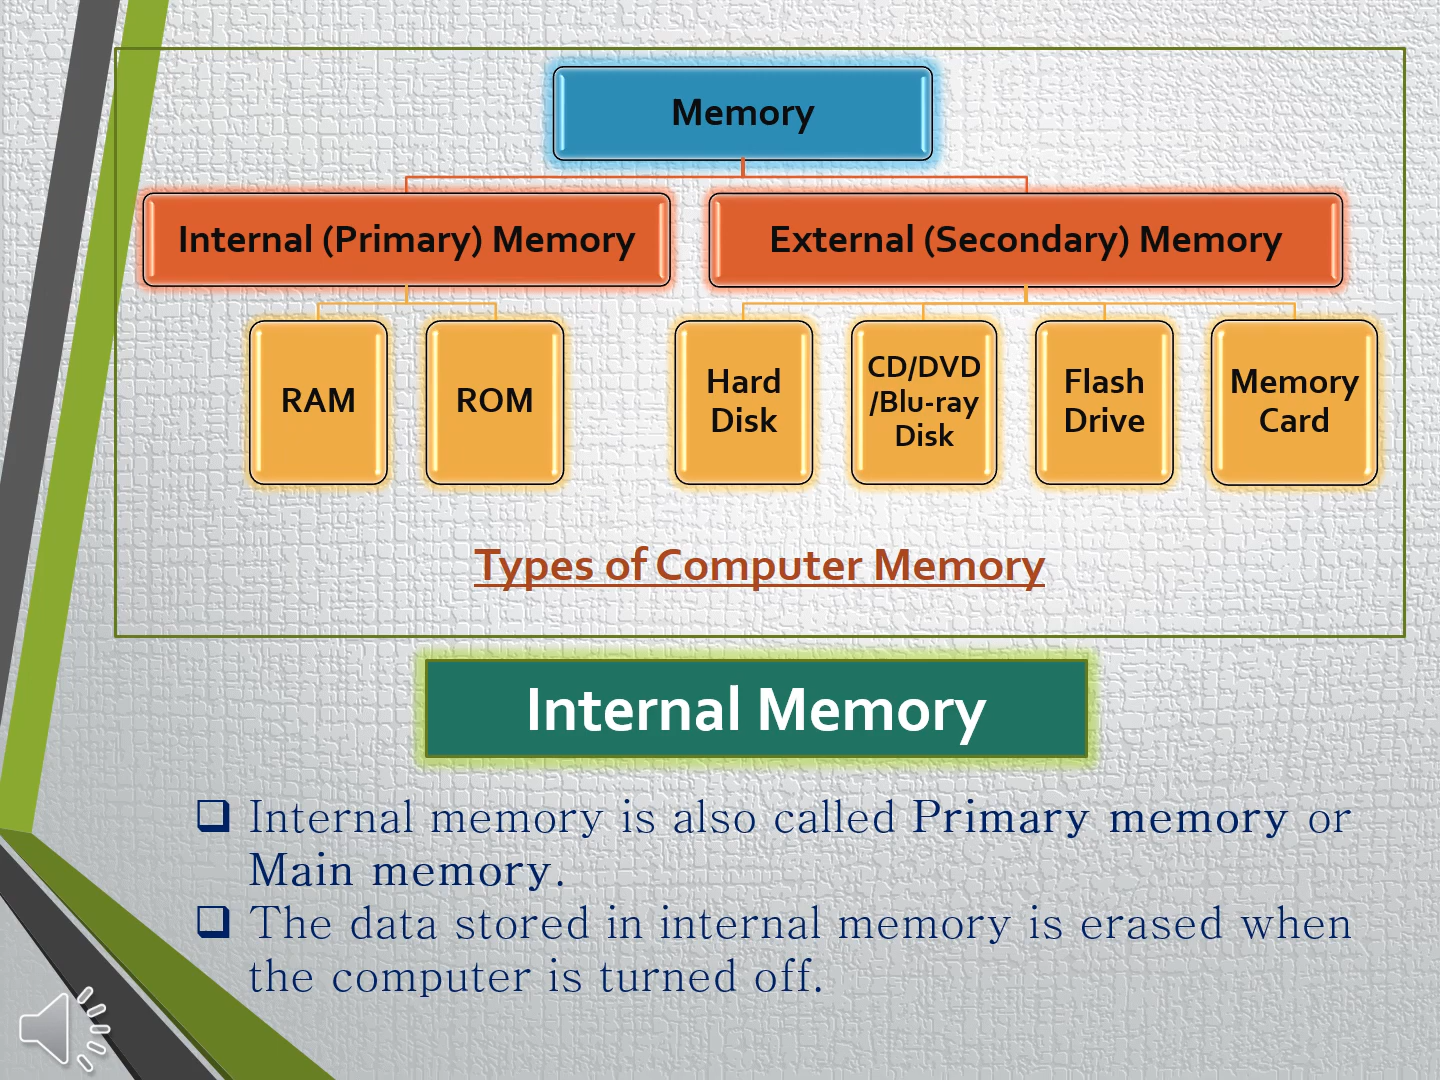 Memory
Internal (Primary) Memory
External (Secondary) Memory
RAM
ROM
Hard
Disk
CD/DVD
/Blu-ray
Disk
Flash
Drive
Memory
Card
Types of Computer Memory
Internal Memory
❑ Internal memory is also called Primary memory or
Main memory.
❑ The data stored in internal memory is erased when
the computer is turned off.